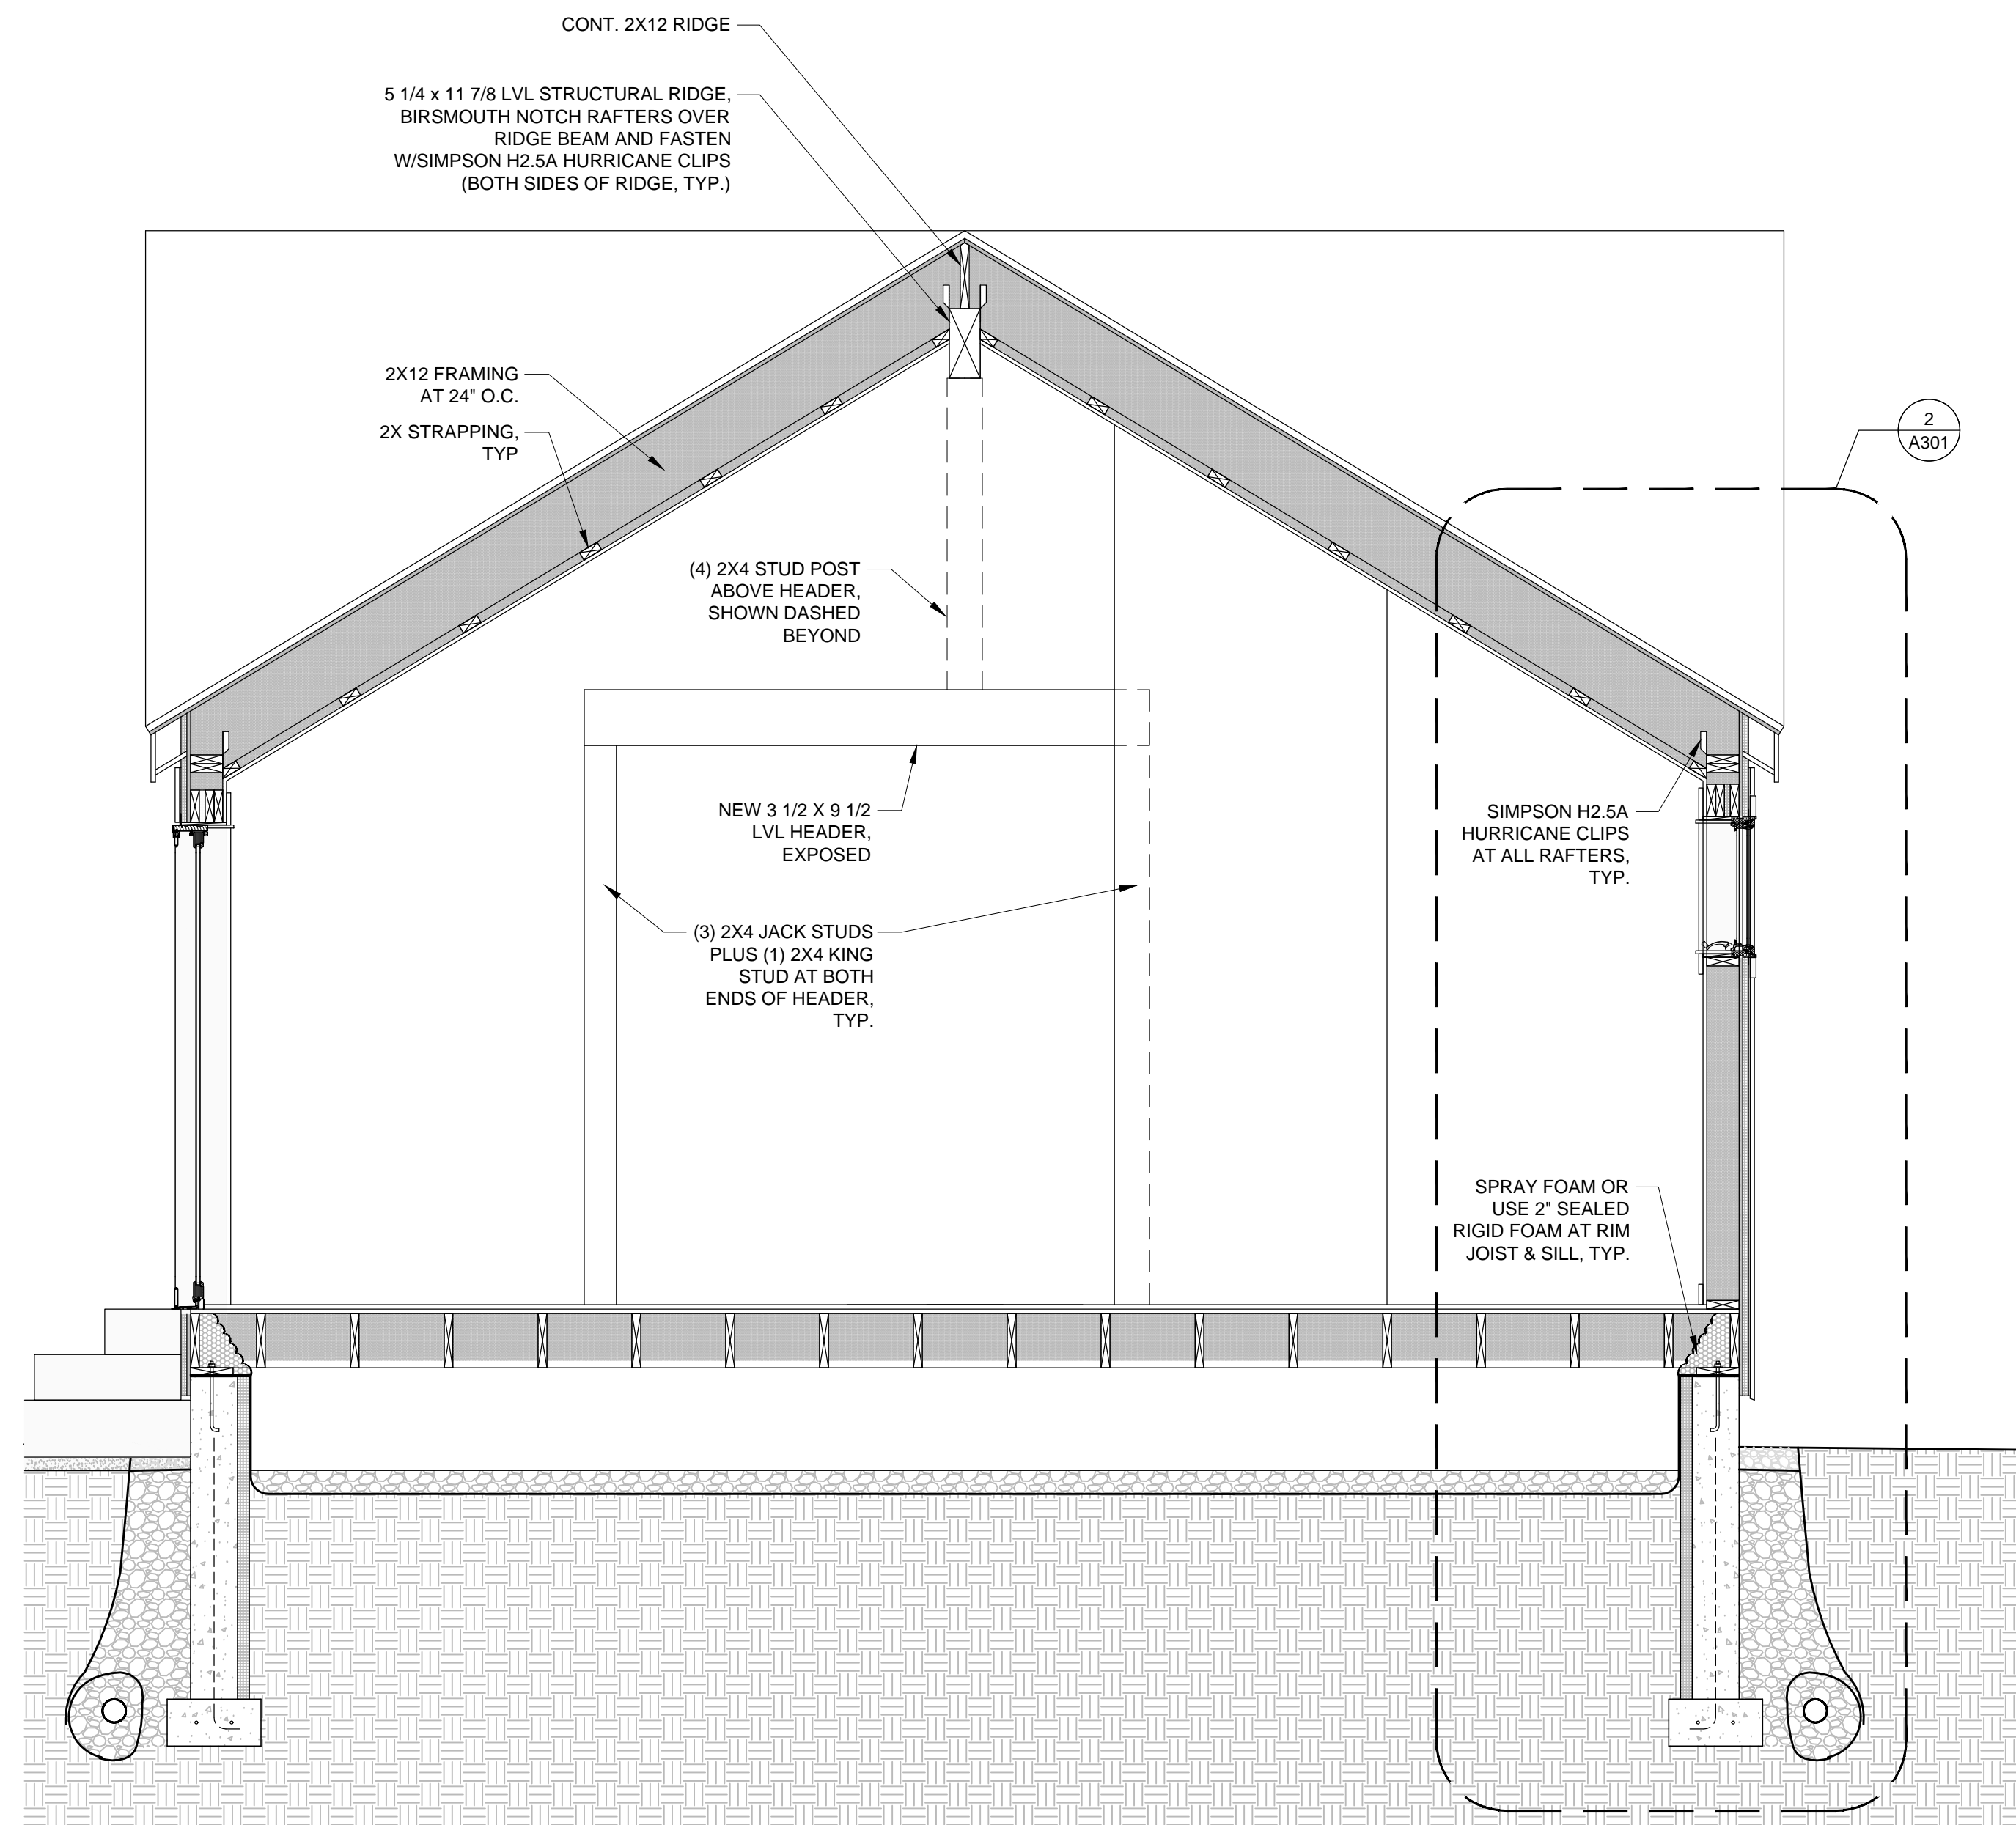 CONT. 2X12 RIDGE
5 1/4 x 11 7/8 LVL STRUCTURAL RIDGE,
BIRSMOUTH NOTCH RAFTERS OVER
RIDGE BEAM AND FASTEN
W/SIMPSON H2.5A HURRICANE CLIPS
(BOTH SIDES OF RIDGE, TYP.)
2X12 FRAMING
AT 24" O.C.
2X STRAPPING,
TYP
2
A301
(4) 2X4 STUD POST
ABOVE HEADER,
SHOWN DASHED
BEYOND
NEW 3 1/2 X 9 1/2
LVL HEADER,
EXPOSED
SIMPSON H2.5A
HURRICANE CLIPS
AT ALL RAFTERS,
TYP.
(3) 2X4 JACK STUDS
PLUS (1) 2X4 KING
STUD AT BOTH
ENDS OF HEADER,
TYP.
SPRAY FOAM OR
USE 2" SEALED
RIGID FOAM AT RIM
JOIST & SILL, TYP.